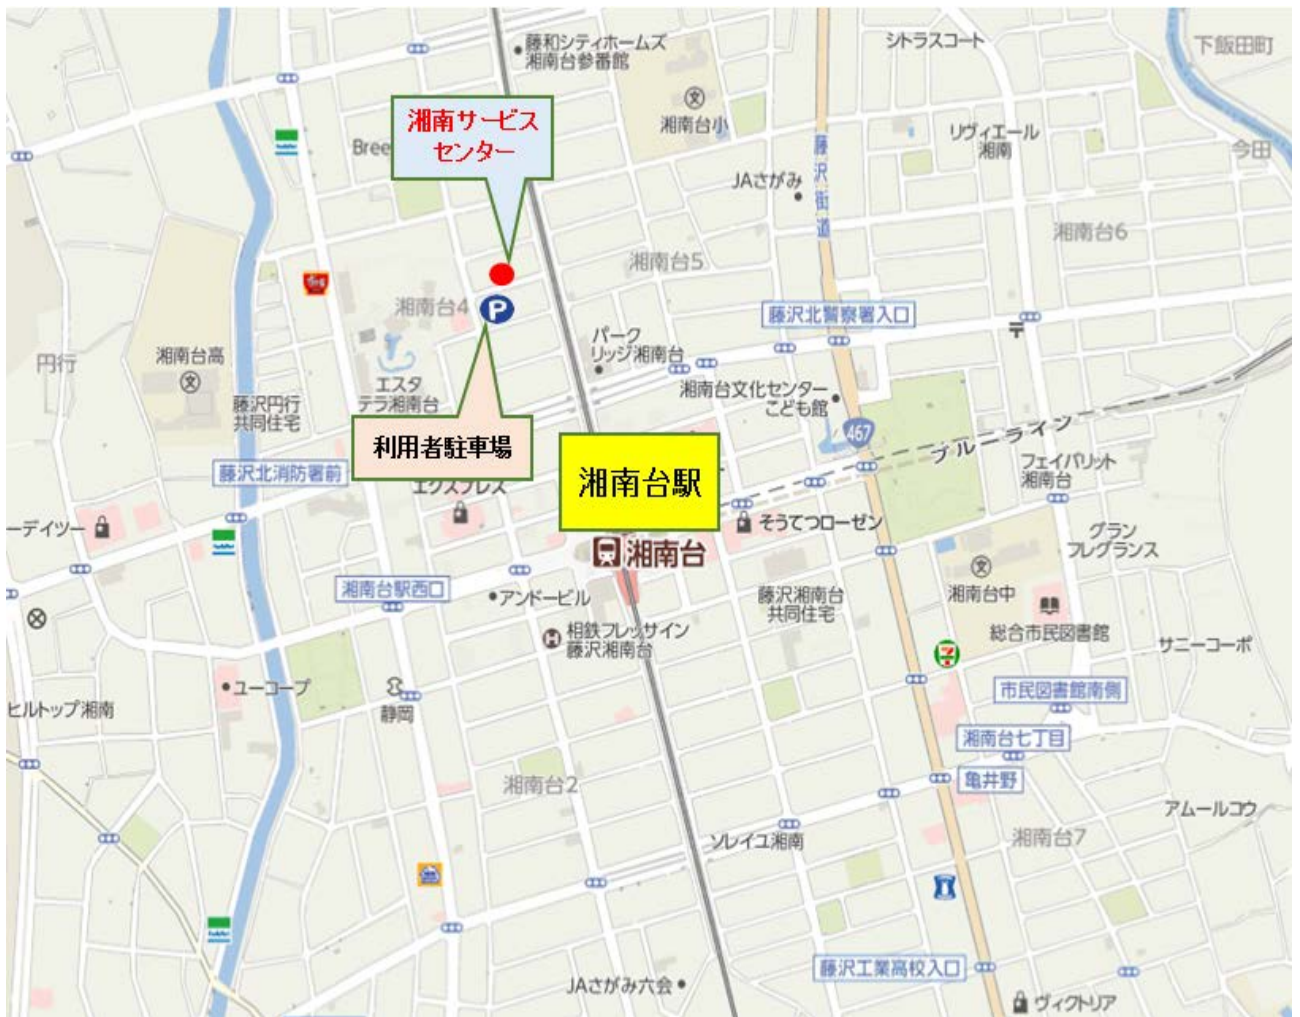 藤和シティホームズ
湘南台参番館
シトラスコート
下飯田町
湘南サービス
センター
湘南台小
藤沢街道
リヴィエール
湘南
今田
Bree
JAさがみ
湘南台6
湘南台5
湘南台4
P
藤沢北警察署入口
パーク
リッジ湘南台
円行
湘南台高
文
エスタ
テラ湘南台
湘南台文化センター
こども館
藤沢円行
共同住宅
利用者駐車場
467
ブルーライン
湘南台駅
藤沢北消防署前
エクスプレス
フェイバリット
湘南台
ーデイツー
そうてつローゼン
グラン
フレグランス
湘南台
湘南台駅西口
アンドービル
藤沢湘南台
共同住宅
文
湘南台中
相鉄フレッサイン
藤沢湘南台
総合市民図書館
サニーコーポ
ユーコープ
静岡
市民図書館南側
ヒルトップ湘南
湘南台七丁目
湘南台2
亀井野
アムールコウ
ソレイユ湘南
湘南台7
藤沢工業高校入口
JAさがみ六会
ヴィクトリア